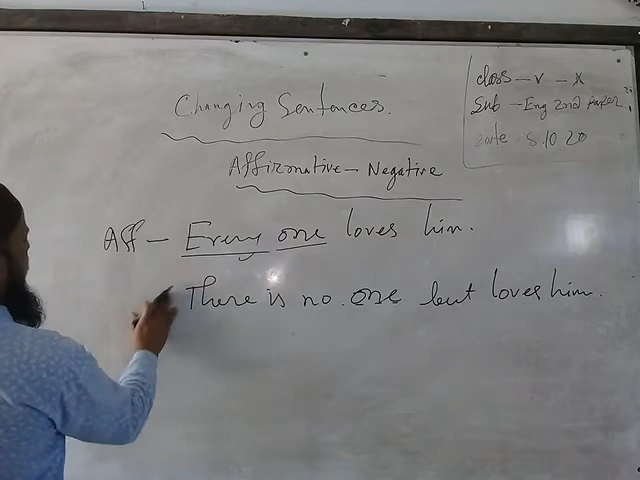 class - V - X
Sub - Eng 2nd Paper
Date 5.10.20
Changing Sentences.
Affirmative - Negative
Aff - Every one loves him.
There is no one but loves him.